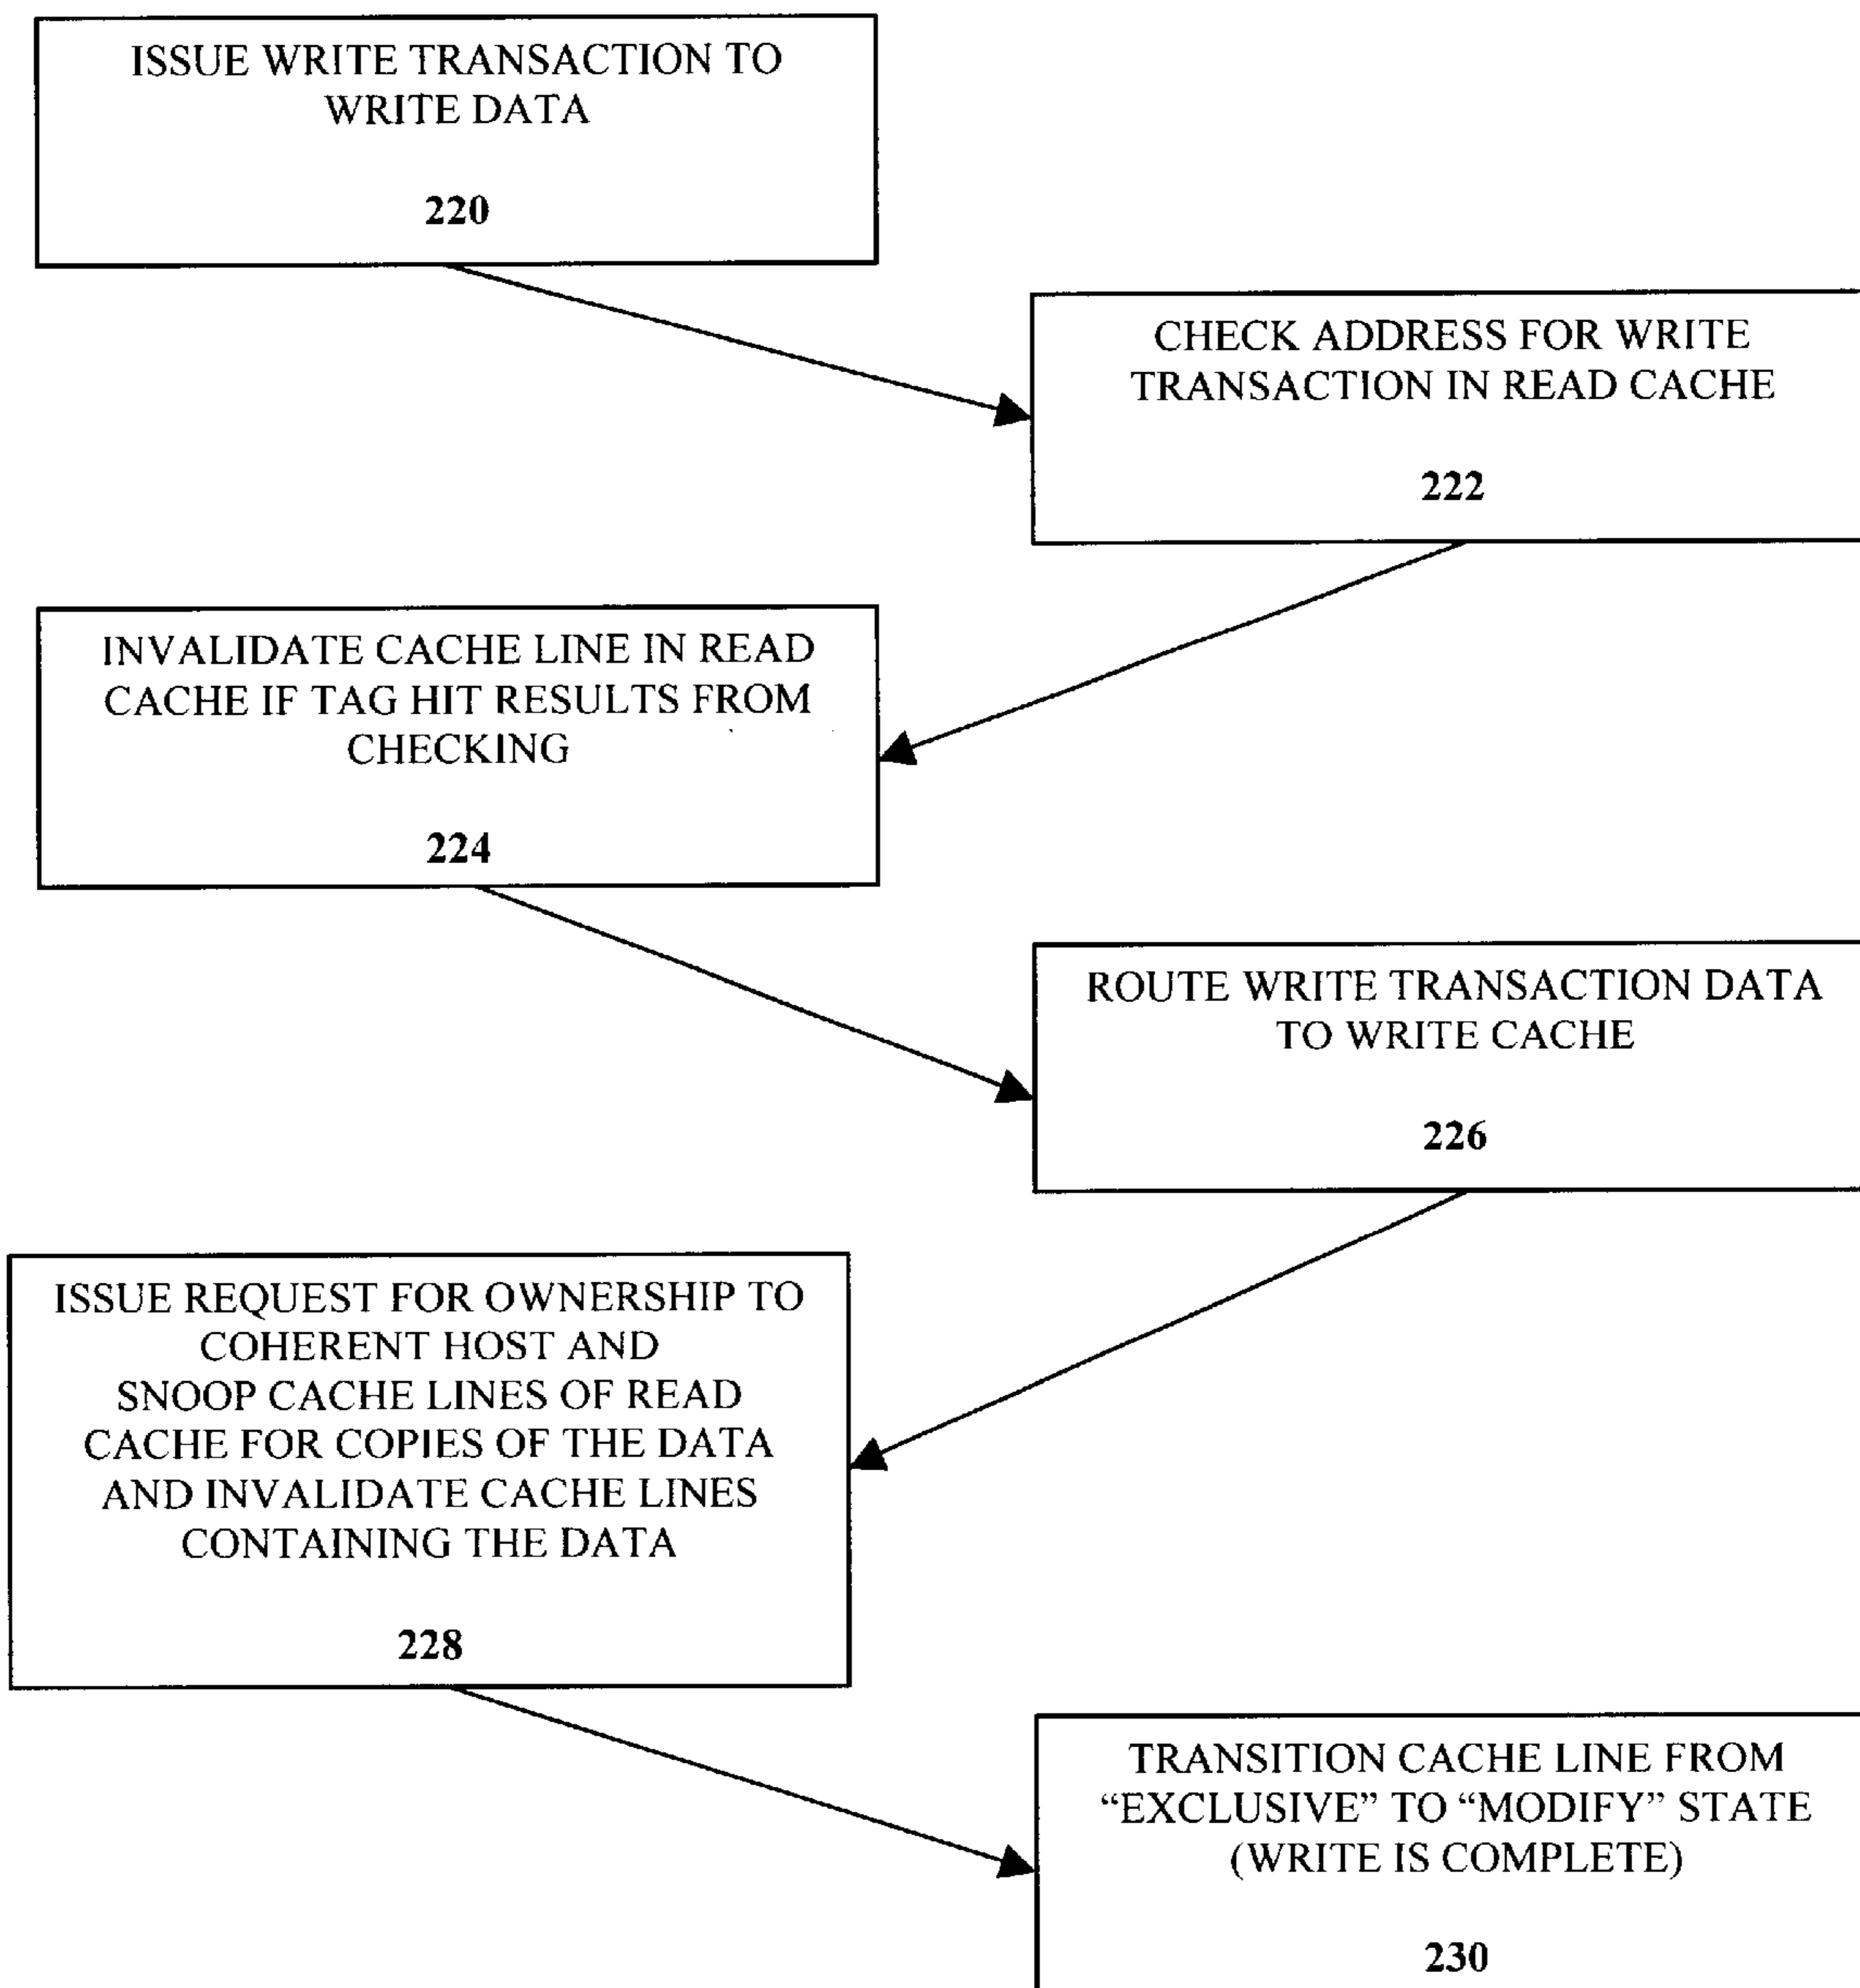 ISSUE WRITE TRANSACTION TO
WRITE DATA
220
CHECK ADDRESS FOR WRITE
TRANSACTION IN READ CACHE
222
INVALIDATE CACHE LINE IN READ
CACHE IF TAG HIT RESULTS FROM
CHECKING
224
ROUTE WRITE TRANSACTION DATA
TO WRITE CACHE
226
ISSUE REQUEST FOR OWNERSHIP TO
COHERENT HOST AND
SNOOP CACHE LINES OF READ
CACHE FOR COPIES OF THE DATA
AND INVALIDATE CACHE LINES
CONTAINING THE DATA
228
TRANSITION CACHE LINE FROM
“EXCLUSIVE” TO “MODIFY” STATE
(WRITE IS COMPLETE)
230